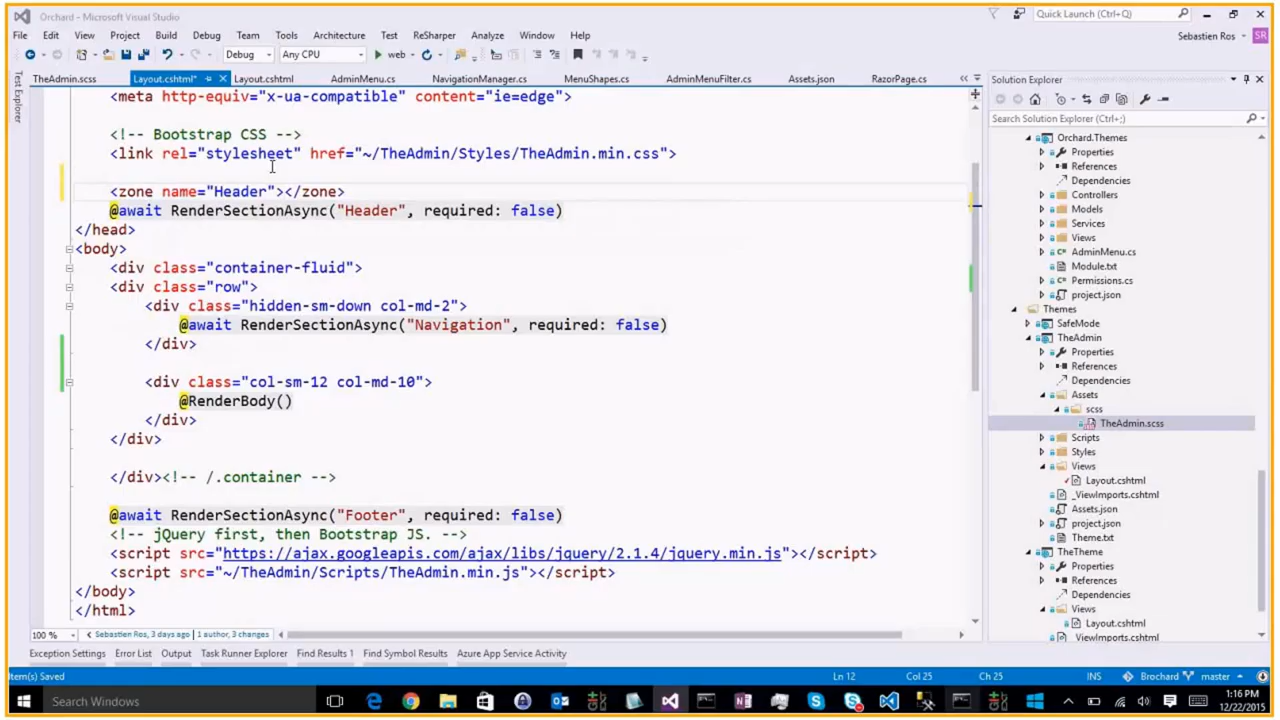 Orchard - Microsoft Visual Studio
Quick Launch (Ctrl+Q)
File Edit View Project Build Debug Team Tools Architecture Test ReSharper Analyze Window Help
Sebastien Ros SR
Debug Any CPU web
Test Explorer
TheAdmin.scss Layout.cshtml* Layout.cshtml AdminMenu.cs NavigationManager.cs MenuShapes.cs AdminMenuFilter.cs Assets.json RazorPage.cs
<meta http-equiv="x-ua-compatible" content="ie=edge">
<!-- Bootstrap CSS -->
<link rel="stylesheet" href="~/TheAdmin/Styles/TheAdmin.min.css">
<zone name="Header"></zone>
@await RenderSectionAsync("Header", required: false)
</head>
<body>
<div class="container-fluid">
<div class="row">
<div class="hidden-sm-down col-md-2">
@await RenderSectionAsync("Navigation", required: false)
</div>
<div class="col-sm-12 col-md-10">
@RenderBody()
</div>
</div>
</div><!-- /.container -->
@await RenderSectionAsync("Footer", required: false)
<!-- jQuery first, then Bootstrap JS. -->
<script src="https://ajax.googleapis.com/ajax/libs/jquery/2.1.4/jquery.min.js"></script>
<script src="~/TheAdmin/Scripts/TheAdmin.min.js"></script>
</body>
</html>
100 % Sebastien Ros, 3 days ago | 1 author, 3 changes
Solution Explorer
Search Solution Explorer (Ctrl+;)
Orchard.Themes
Properties
References
Dependencies
Controllers
Models
Services
Views
AdminMenu.cs
Module.txt
Permissions.cs
project.json
Themes
SafeMode
TheAdmin
Properties
References
Dependencies
Assets
scss
TheAdmin.scss
Scripts
Styles
Views
Layout.cshtml
_ViewImports.cshtml
Assets.json
project.json
Theme.txt
TheTheme
Properties
References
Dependencies
Views
Layout.cshtml
_ViewImports.cshtml
Exception Settings Error List Output Task Runner Explorer Find Results 1 Find Symbol Results Azure App Service Activity
Item(s) Saved Ln 12 Col 25 Ch 25 INS Brochard master
Search Windows
1:16 PM
12/22/2015